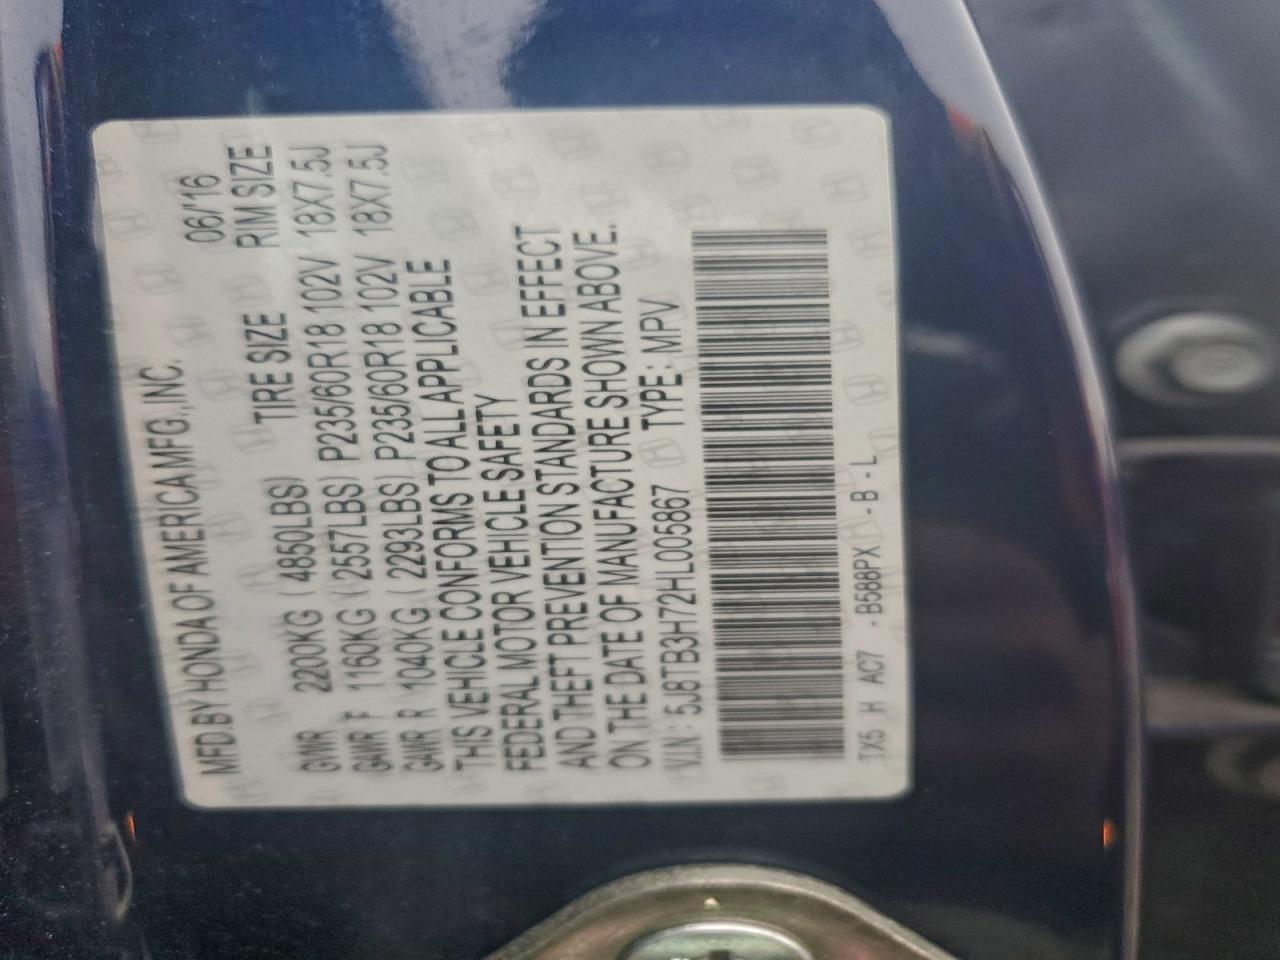 MFD.BY HONDA OF AMERICA MFG.,INC. 06/'16
TIRE SIZE RIM SIZE
GVWR 2200KG (4850LBS)
GAWR F 1160KG (2557LBS) P235/60R18 102V 18X7.5J
GAWR R 1040KG (2293LBS) P235/60R18 102V 18X7.5J
THIS VEHICLE CONFORMS TO ALL APPLICABLE
FEDERAL MOTOR VEHICLE SAFETY
AND THEFT PREVENTION STANDARDS IN EFFECT
ON THE DATE OF MANUFACTURE SHOWN ABOVE.
V.I.N: 5J8TB3H72HL005867 TYPE: MPV
TX5 H AC7 - B588PX - B - L